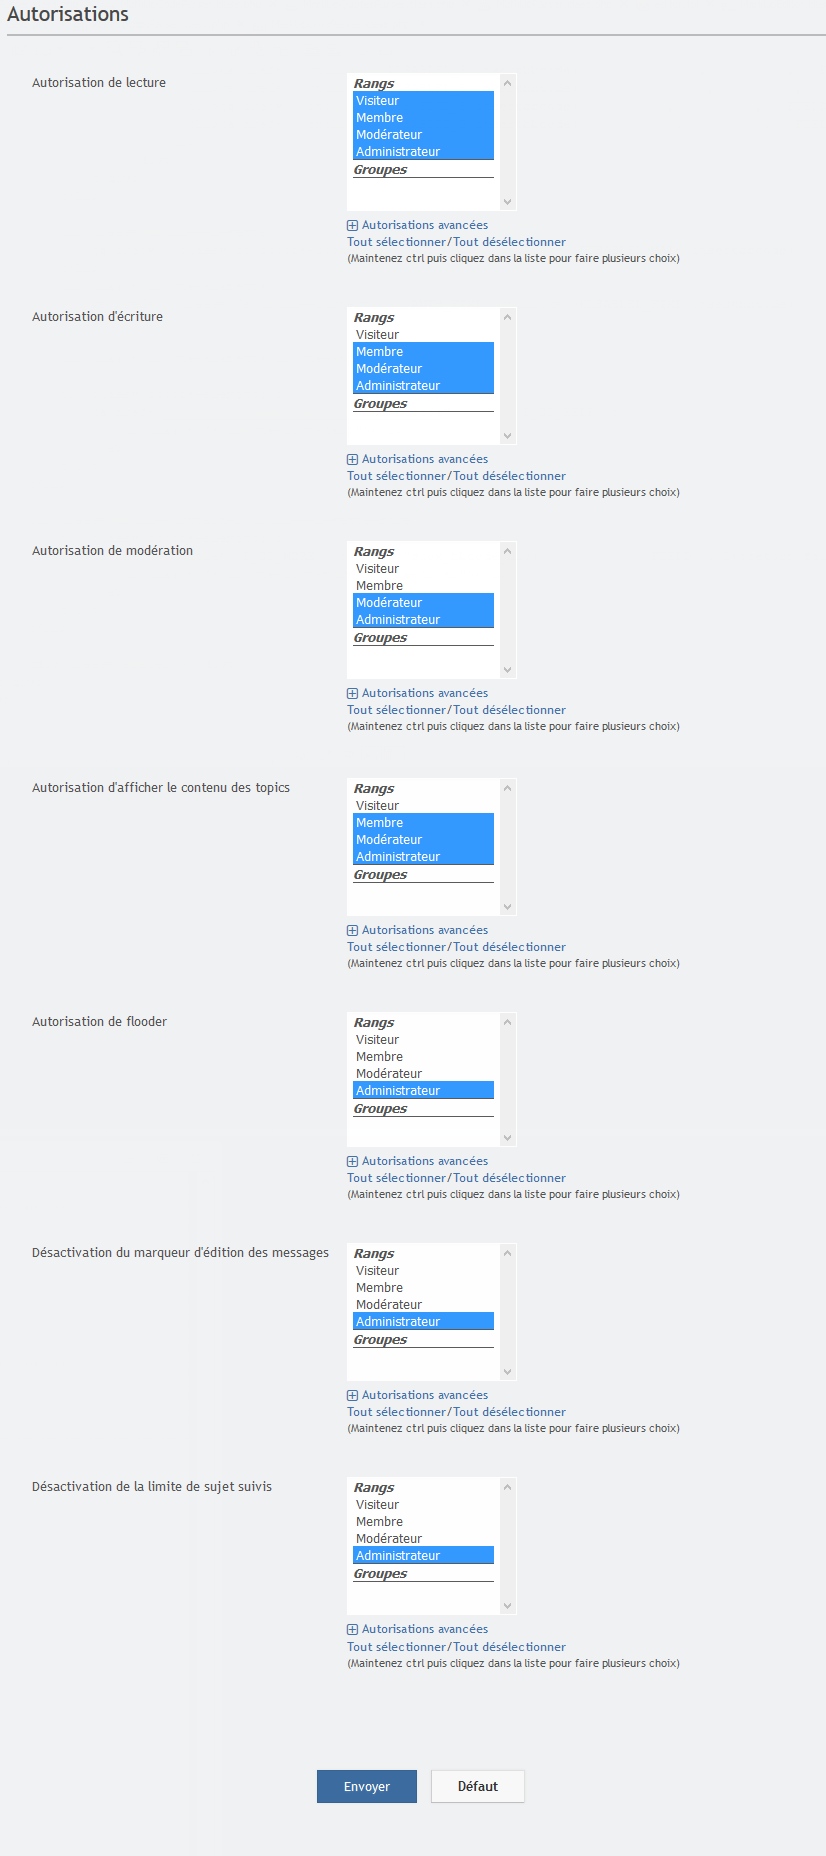 Autorisations
Autorisation de lecture
Rangs
Visiteur
Membre
Modérateur
Administrateur
Groupes
Autorisations avancées
Tout sélectionner/Tout désélectionner
(Maintenez ctrl puis cliquez dans la liste pour faire plusieurs choix)
Autorisation d'écriture
Rangs
Visiteur
Membre
Modérateur
Administrateur
Groupes
Autorisations avancées
Tout sélectionner/Tout désélectionner
(Maintenez ctrl puis cliquez dans la liste pour faire plusieurs choix)
Autorisation de modération
Rangs
Visiteur
Membre
Modérateur
Administrateur
Groupes
Autorisations avancées
Tout sélectionner/Tout désélectionner
(Maintenez ctrl puis cliquez dans la liste pour faire plusieurs choix)
Autorisation d'afficher le contenu des topics
Rangs
Visiteur
Membre
Modérateur
Administrateur
Groupes
Autorisations avancées
Tout sélectionner/Tout désélectionner
(Maintenez ctrl puis cliquez dans la liste pour faire plusieurs choix)
Autorisation de flooder
Rangs
Visiteur
Membre
Modérateur
Administrateur
Groupes
Autorisations avancées
Tout sélectionner/Tout désélectionner
(Maintenez ctrl puis cliquez dans la liste pour faire plusieurs choix)
Désactivation du marqueur d'édition des messages
Rangs
Visiteur
Membre
Modérateur
Administrateur
Groupes
Autorisations avancées
Tout sélectionner/Tout désélectionner
(Maintenez ctrl puis cliquez dans la liste pour faire plusieurs choix)
Désactivation de la limite de sujet suivis
Rangs
Visiteur
Membre
Modérateur
Administrateur
Groupes
Autorisations avancées
Tout sélectionner/Tout désélectionner
(Maintenez ctrl puis cliquez dans la liste pour faire plusieurs choix)
Envoyer Défaut